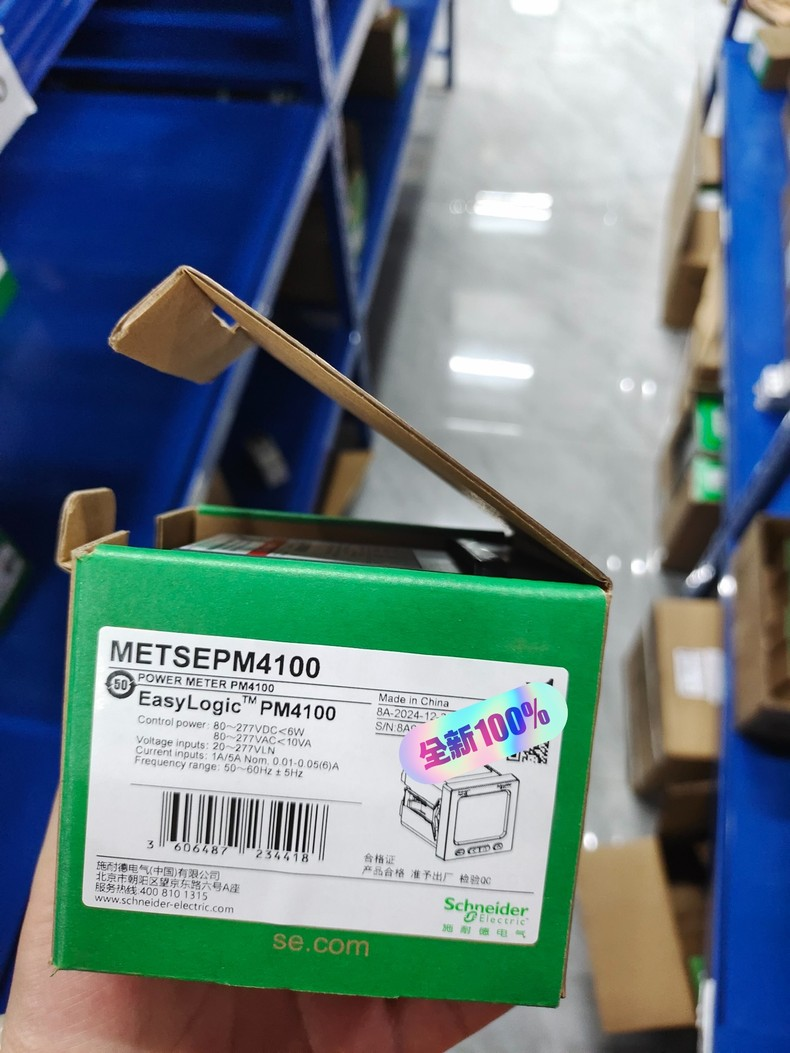 METSEPM4100
POWER METER PM4100
50
EasyLogic™ PM4100
Control power: 80~277VDC<6W
80~277VAC<10VA
Voltage inputs: 20~277VLN
Current inputs: 1A/5A Nom. 0.01-0.05(6)A
Frequency range: 50~60Hz ± 5Hz
Made in China
8A-2024-12-
S/N:8A
全新100%
3 606487 234418
合格证
产品合格 准予出厂 检验QC
施耐德电气(中国)有限公司
北京市朝阳区望京东路六号A座
服务热线 400 810 1315
www.schneider-electric.com
Schneider
Electric
施耐德电气
se.com